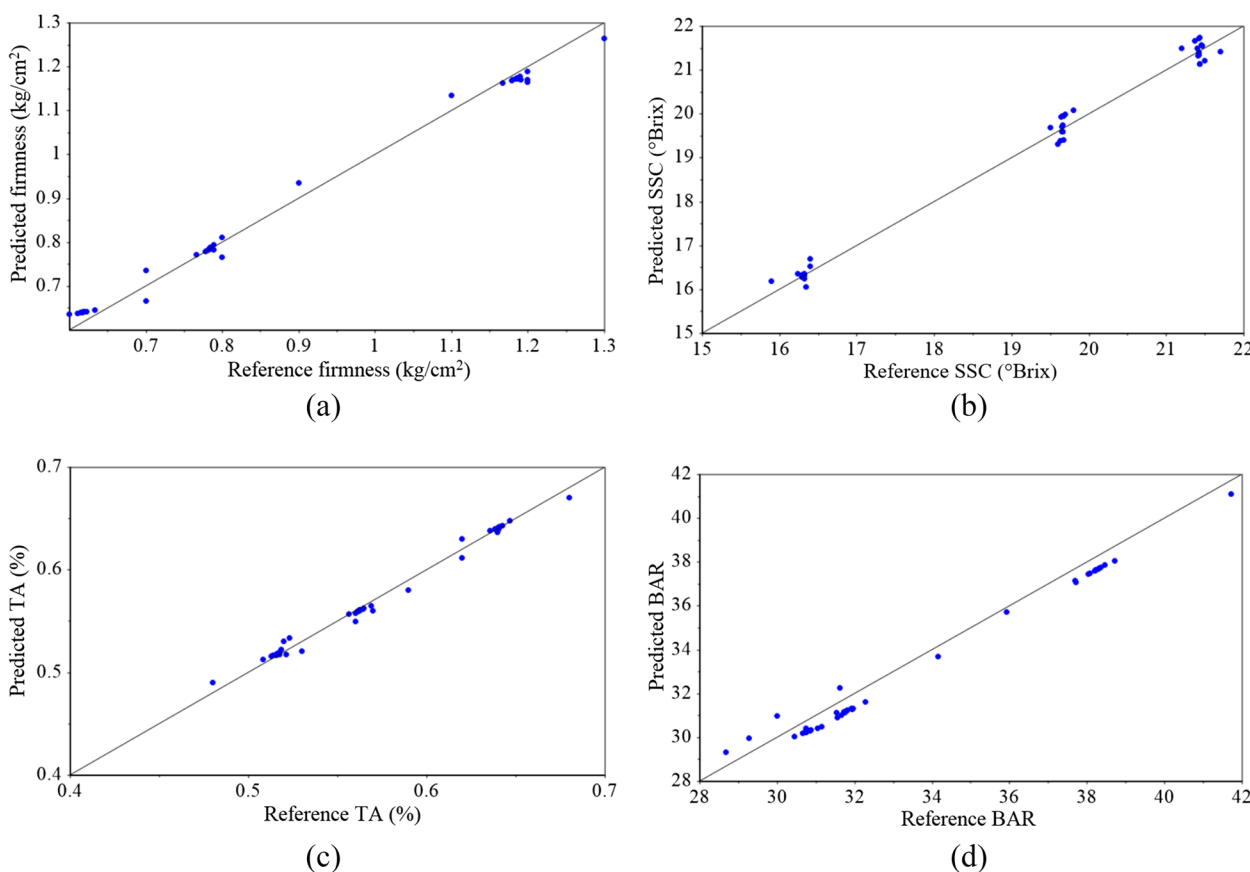 1.3
1.2
1.1
1
0.9
0.8
0.7
Predicted firmness (kg/cm²)
0.7 0.8 0.9 1 1.1 1.2 1.3
Reference firmness (kg/cm²)
(a)
22
21
20
19
18
17
16
15
Predicted SSC (°Brix)
15 16 17 18 19 20 21 22
Reference SSC (°Brix)
(b)
0.7
0.6
0.5
0.4
Predicted TA (%)
0.4 0.5 0.6 0.7
Reference TA (%)
(c)
42
40
38
36
34
32
30
28
Predicted BAR
28 30 32 34 36 38 40 42
Reference BAR
(d)